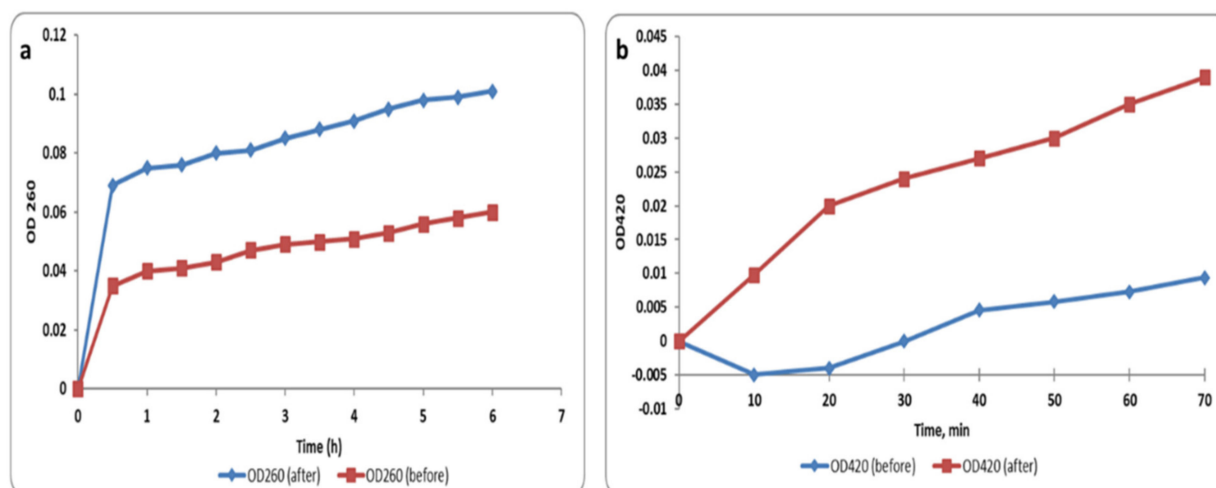 a
0.12
0.1
0.08
0.06
0.04
0.02
0
OD 260
0 1 2 3 4 5 6 7
Time (h)
OD260 (after) OD260 (before)
b
0.045
0.04
0.035
0.03
0.025
0.02
0.015
0.010
0.005
0
-0.005
-0.01
OD420
0 10 20 30 40 50 60 70
Time, min
OD420 (before) OD420 (after)